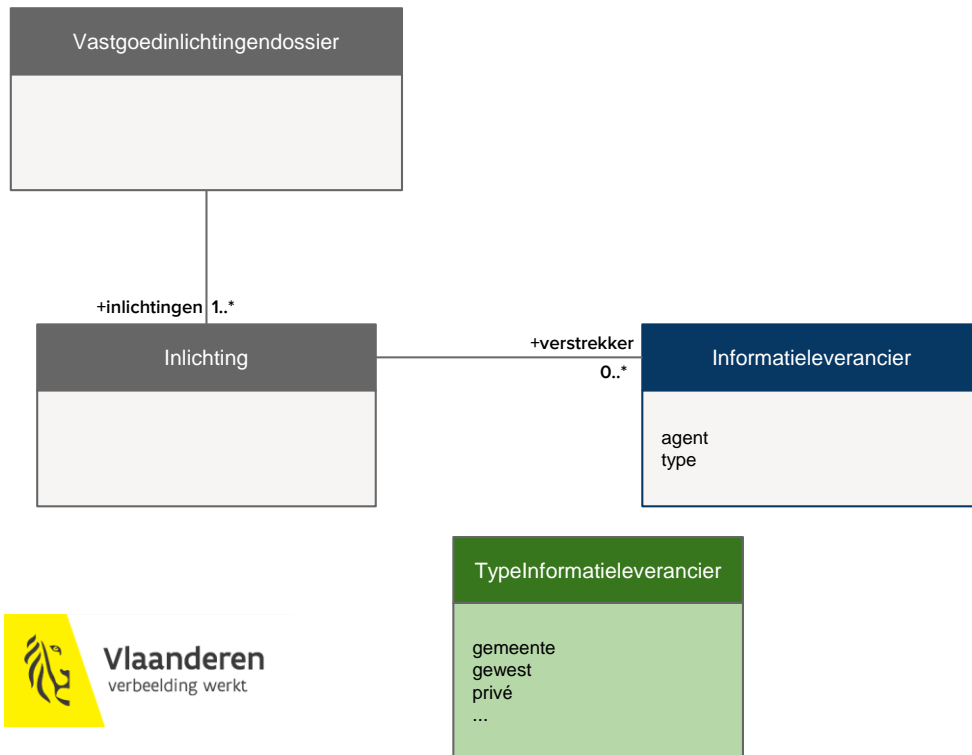 Vastgoedinlichtingendossier
+inlichtingen 1..*
Inlichting
+verstrekker
0..*
Informatieleverancier
agent
type
TypeInformatieleverancier
gemeente
gewest
privé
...
Vlaanderen
verbeelding werkt